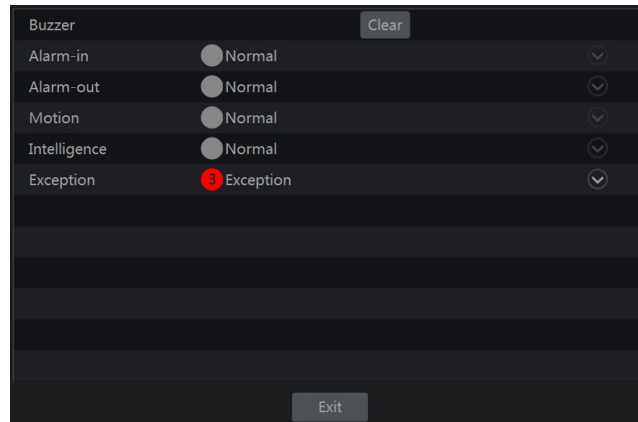 Buzzer Clear
Alarm-in Normal
Alarm-out Normal
Motion Normal
Intelligence Normal
Exception 3 Exception
Exit